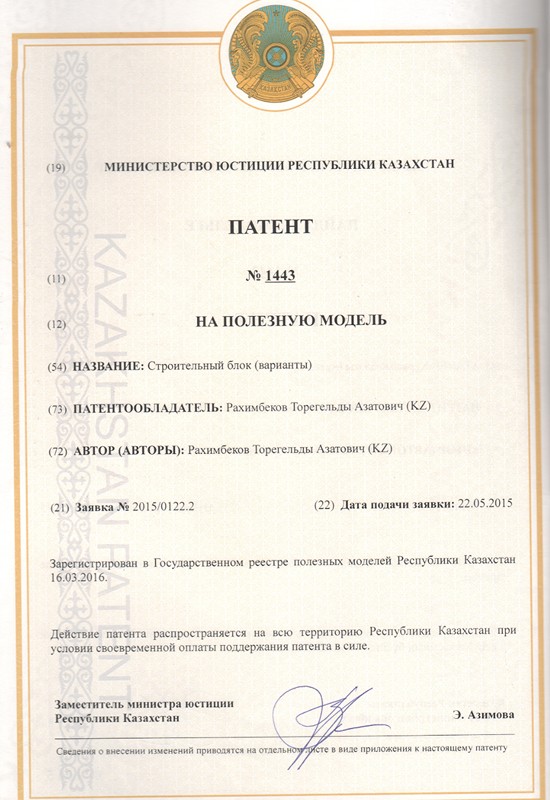 (19) МИНИСТЕРСТВО ЮСТИЦИИ РЕСПУБЛИКИ КАЗАХСТАН
ПАТЕНТ
(11) № 1443
(12) НА ПОЛЕЗНУЮ МОДЕЛЬ
(54) НАЗВАНИЕ: Строительный блок (варианты)
(73) ПАТЕНТООБЛАДАТЕЛЬ: Рахимбеков Торегельды Азатович (KZ)
(72) АВТОР (АВТОРЫ): Рахимбеков Торегельды Азатович (KZ)
(21) Заявка № 2015/0122.2 (22) Дата подачи заявки: 22.05.2015
Зарегистрирован в Государственном реестре полезных моделей Республики Казахстан
16.03.2016.
Действие патента распространяется на всю территорию Республики Казахстан при
условии своевременной оплаты поддержания патента в силе.
Заместитель министра юстиции
Республики Казахстан Э. Азимова
Сведения о внесении изменений приводятся на отдельном листе в виде приложения к настоящему патенту
KAZAKHSTAN PATENT